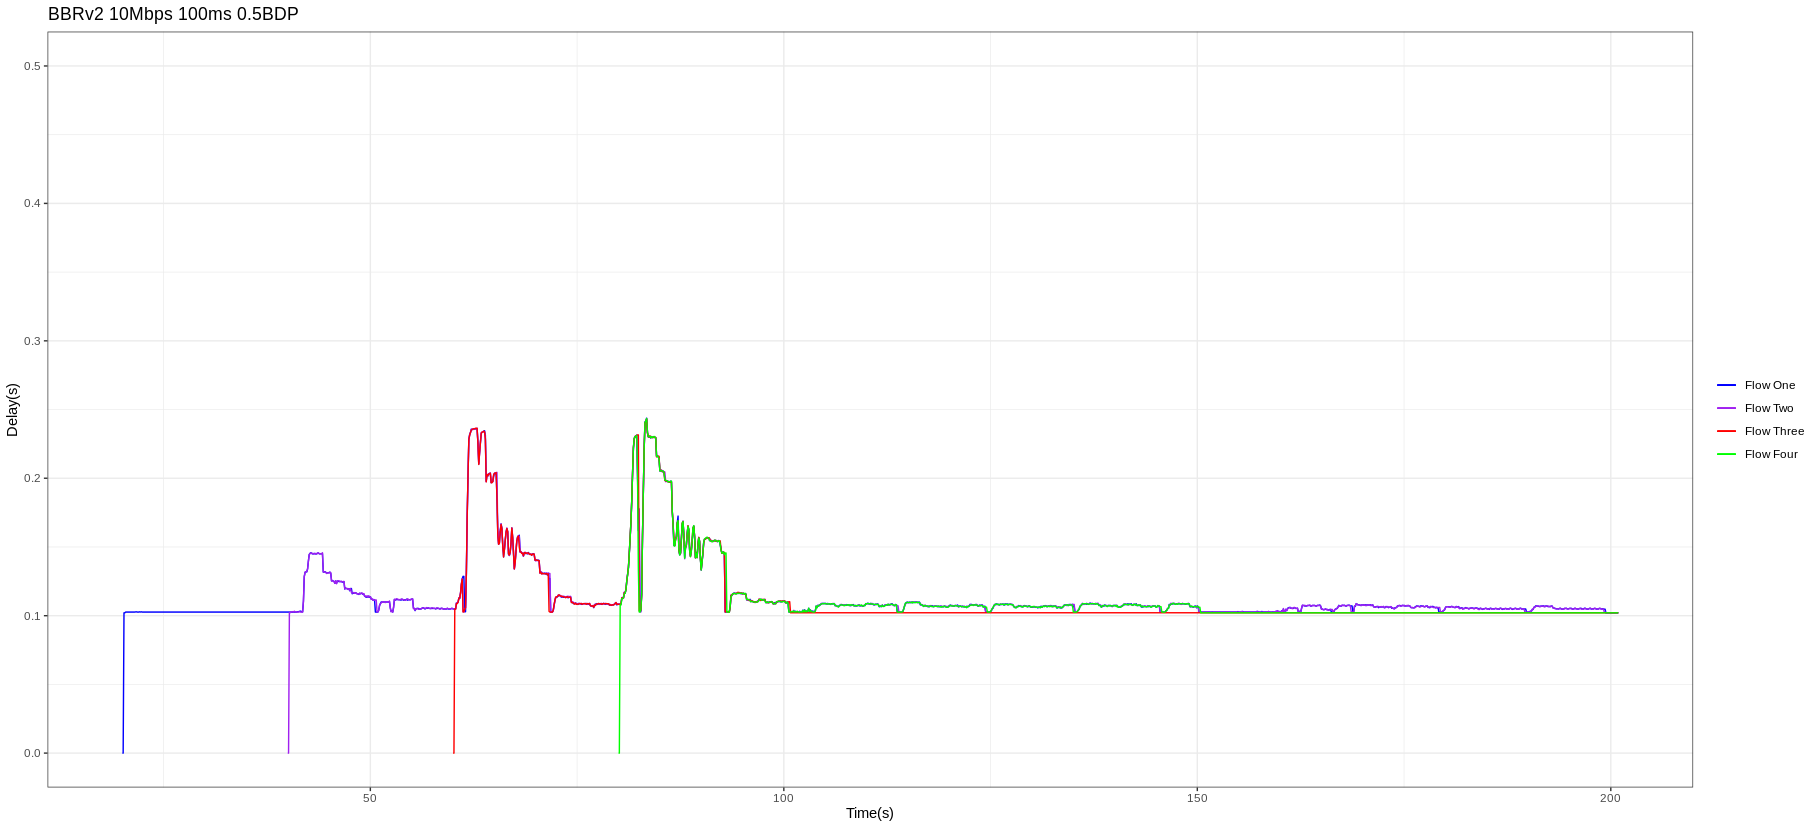 BBRv2 10Mbps 100ms 0.5BDP
Delay(s)
0.5
0.4
0.3
0.2
0.1
0.0
50
100
150
200
Time(s)
Flow One
Flow Two
Flow Three
Flow Four